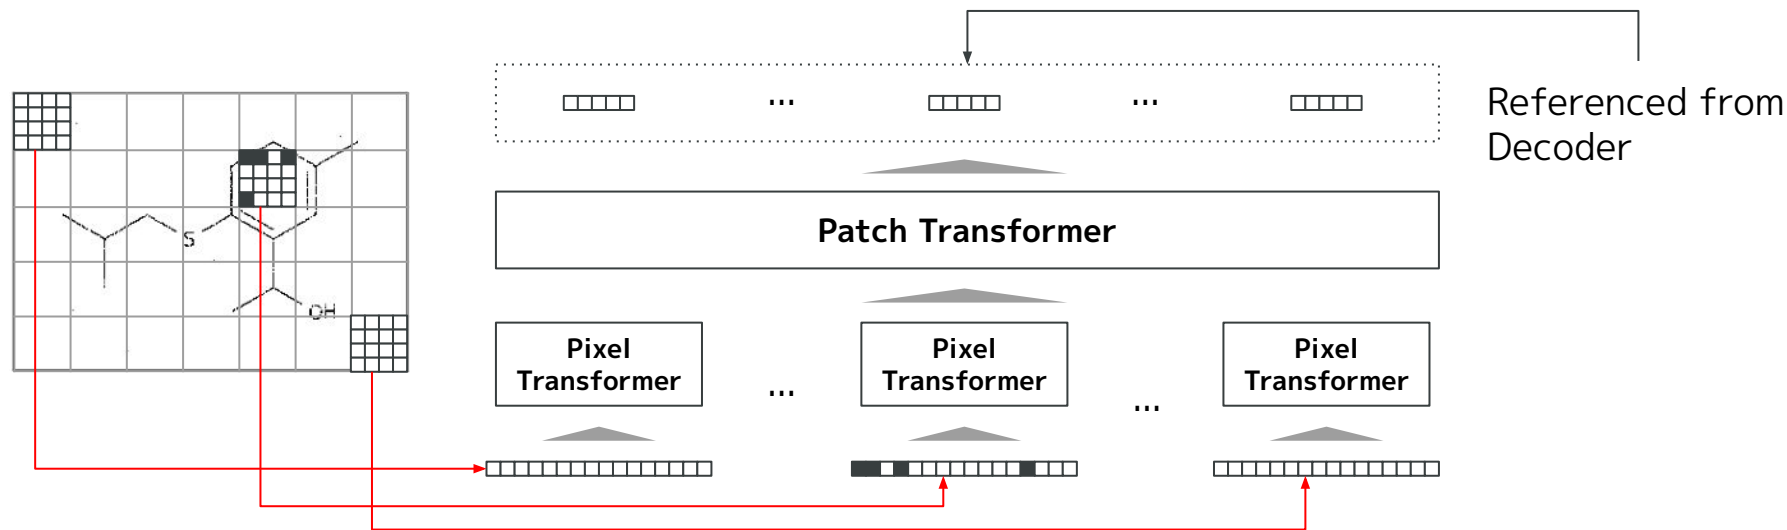 ...
...
Referenced from
Decoder
Patch Transformer
S
OH
Pixel
Transformer
...
Pixel
Transformer
...
Pixel
Transformer